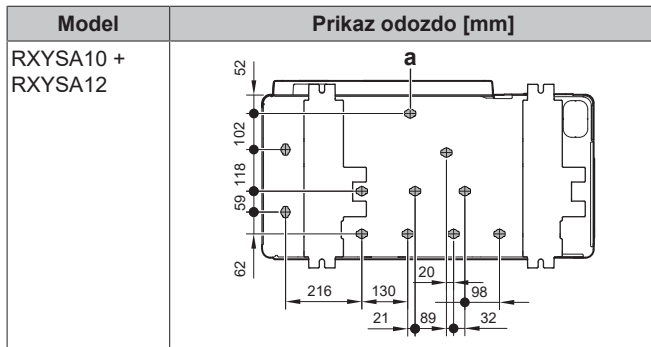 Model
Prikaz odozdo [mm]
RXYSA10 +
RXYSA12
a
52
102
118
59
62
20
216
130
98
21
89
32